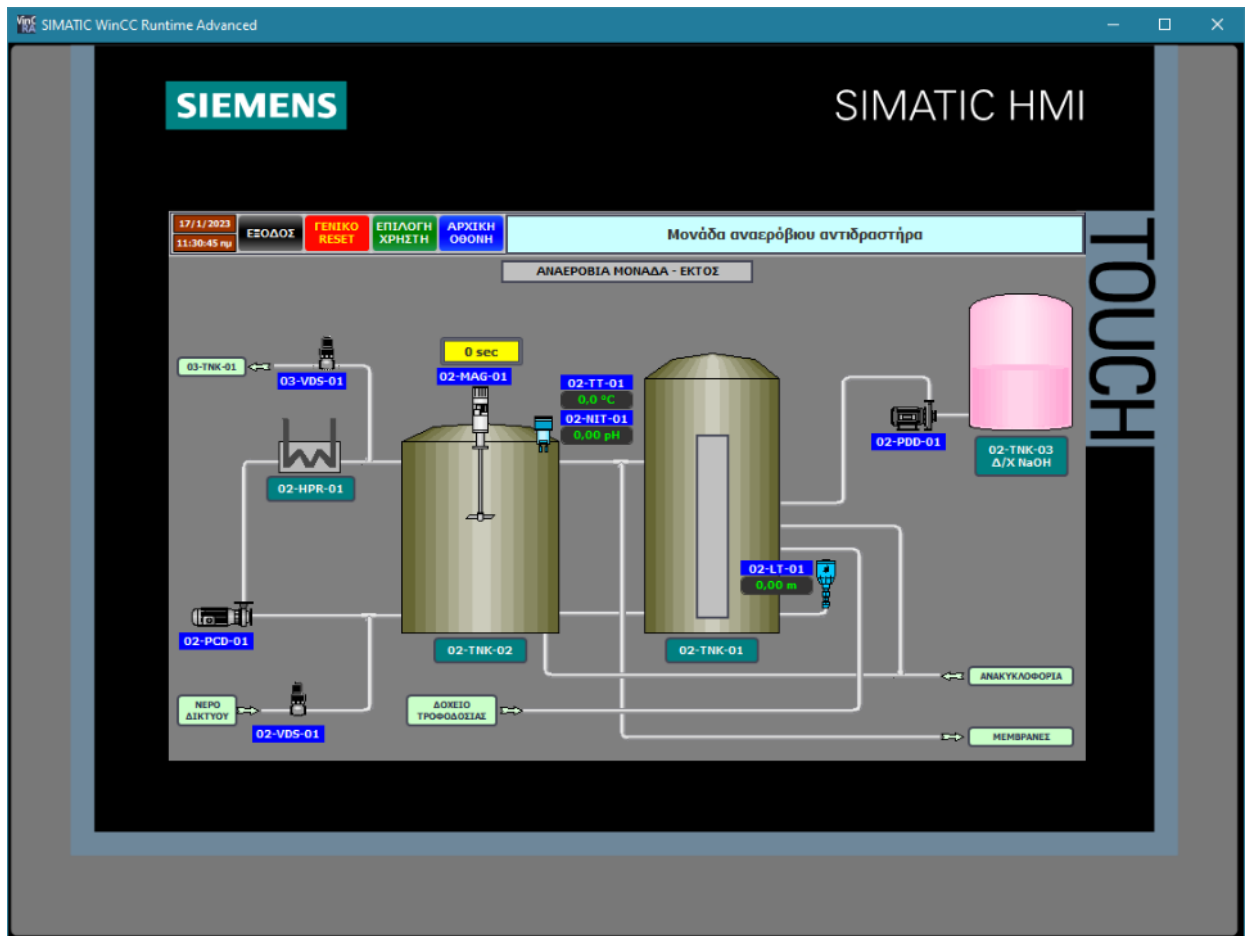 SIMATIC WinCC Runtime Advanced
SIEMENS
SIMATIC HMI
TOUCH
17/1/2023
11:30:45 πμ
ΕΞΟΔΟΣ
ΓΕΝΙΚΟ
RESET
ΕΠΙΛΟΓΗ
ΧΡΗΣΤΗ
ΑΡΧΙΚΗ
ΟΘΟΝΗ
Μονάδα αναερόβιου αντιδραστήρα
ΑΝΑΕΡΟΒΙΑ ΜΟΝΑΔΑ - ΕΚΤΟΣ
03-TNK-01
03-VDS-01
0 sec
02-MAG-01
02-TT-01
0,0 °C
02-NIT-01
0,00 pH
02-PDD-01
02-TNK-03
Δ/Χ NaOH
02-HPR-01
02-LT-01
0,00 m
02-PCD-01
02-TNK-02
02-TNK-01
ΑΝΑΚΥΚΛΟΦΟΡΙΑ
ΝΕΡΟ
ΔΙΚΤΥΟΥ
02-VDS-01
ΔΟΧΕΙΟ
ΤΡΟΦΟΔΟΣΙΑΣ
ΜΕΜΒΡΑΝΕΣ